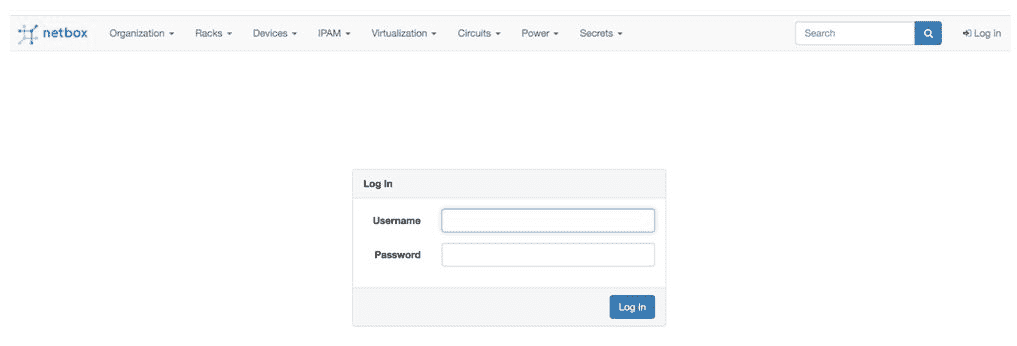 netbox Organization Racks Devices IPAM Virtualization Circuits Power Secrets Search Log in
Log In
Username
Password
Log In